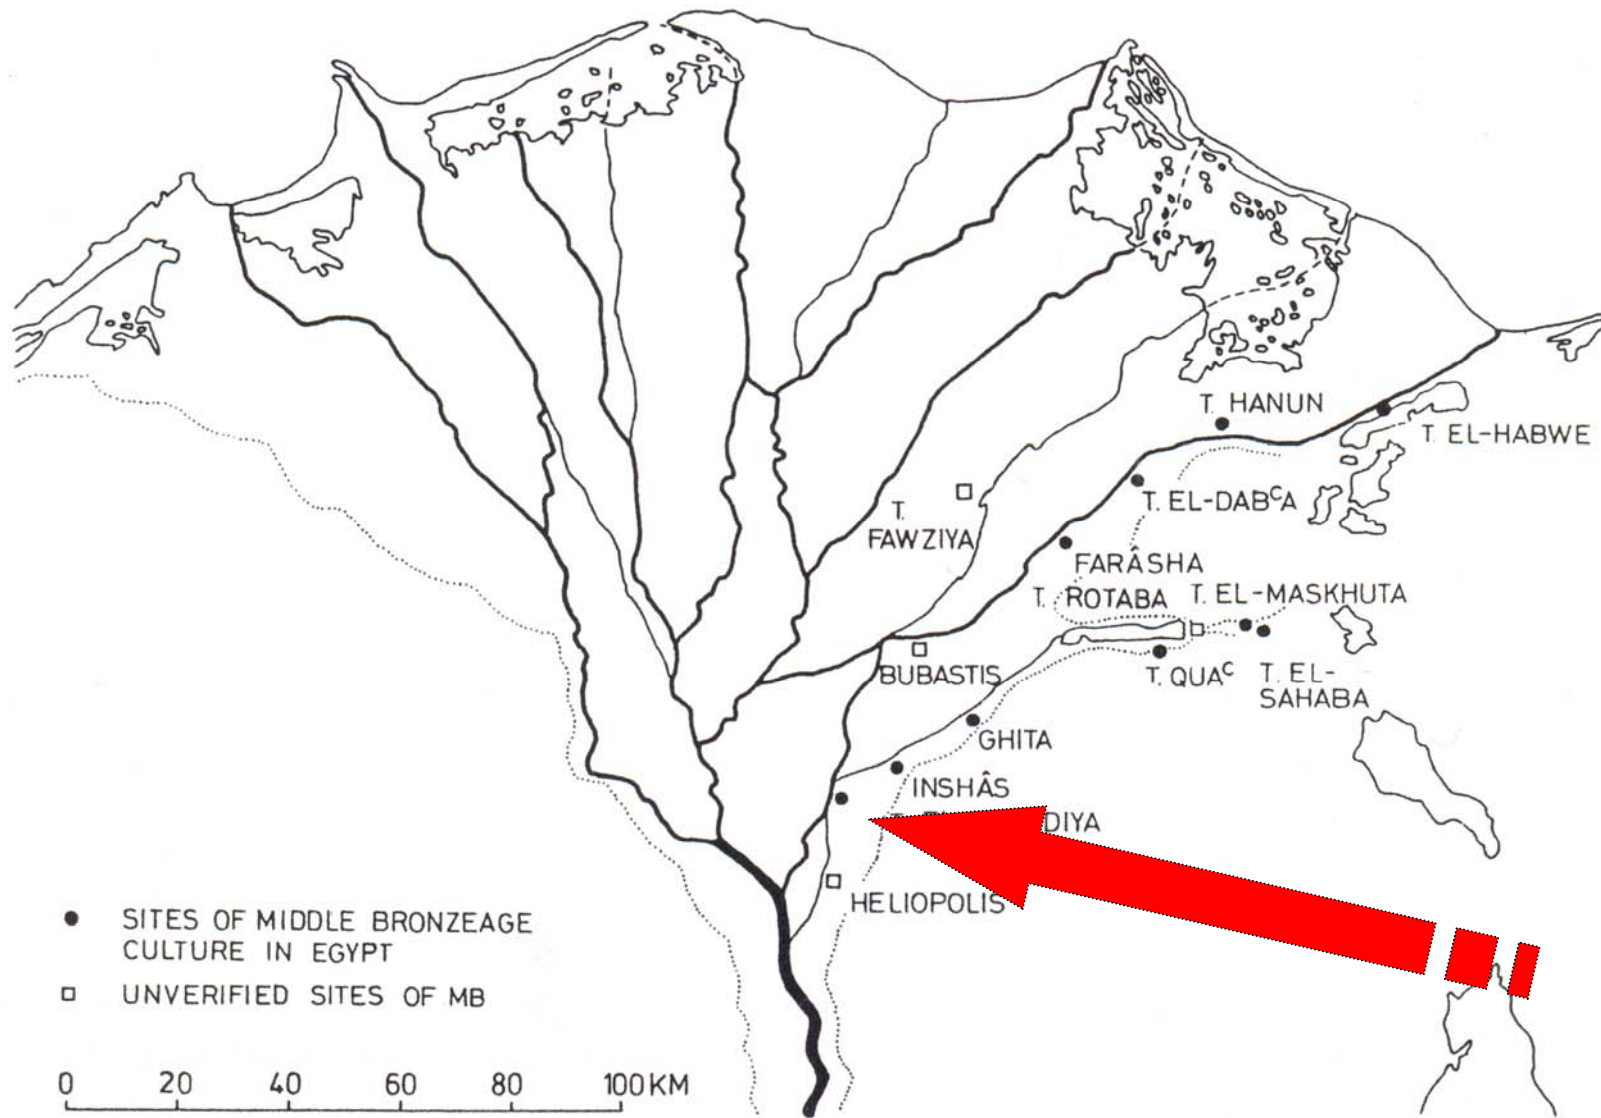 T. HANUN
T. EL-HABWE
T. EL-DABᶜA
T.
FAWZIYA
FARÂSHA
T. ROTABA
T. EL-MASKHUTA
BUBASTIS
T. QUAᶜ
T. EL-
SAHABA
GHITA
INSHÂS
DIYA
HELIOPOLIS
● SITES OF MIDDLE BRONZEAGE
CULTURE IN EGYPT
□ UNVERIFIED SITES OF MB
0 20 40 60 80 100 KM